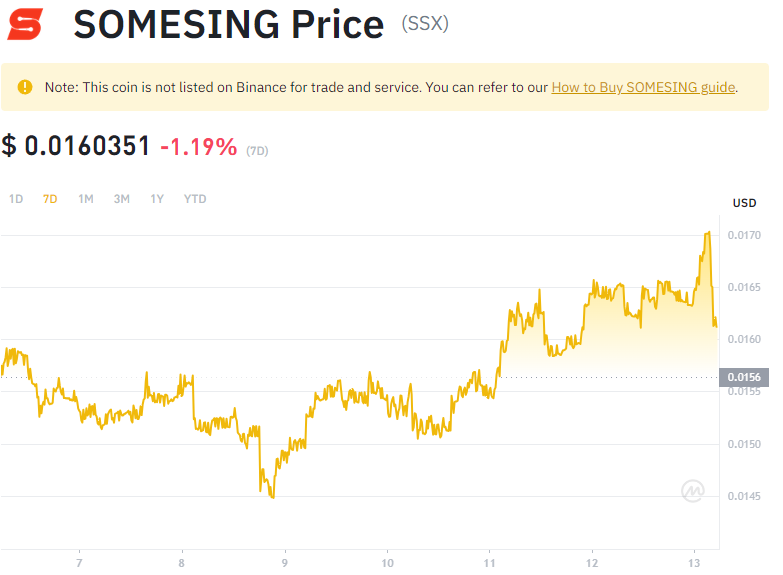 SOMESING Price (SSX)
Note: This coin is not listed on Binance for trade and service. You can refer to our How to Buy SOMESING guide.
$ 0.0160351 -1.19% (7D)
1D 7D 1M 3M 1Y YTD
USD
0.0170
0.0165
0.0160
0.0156
0.0155
0.0150
0.0145
7 8 9 10 11 12 13